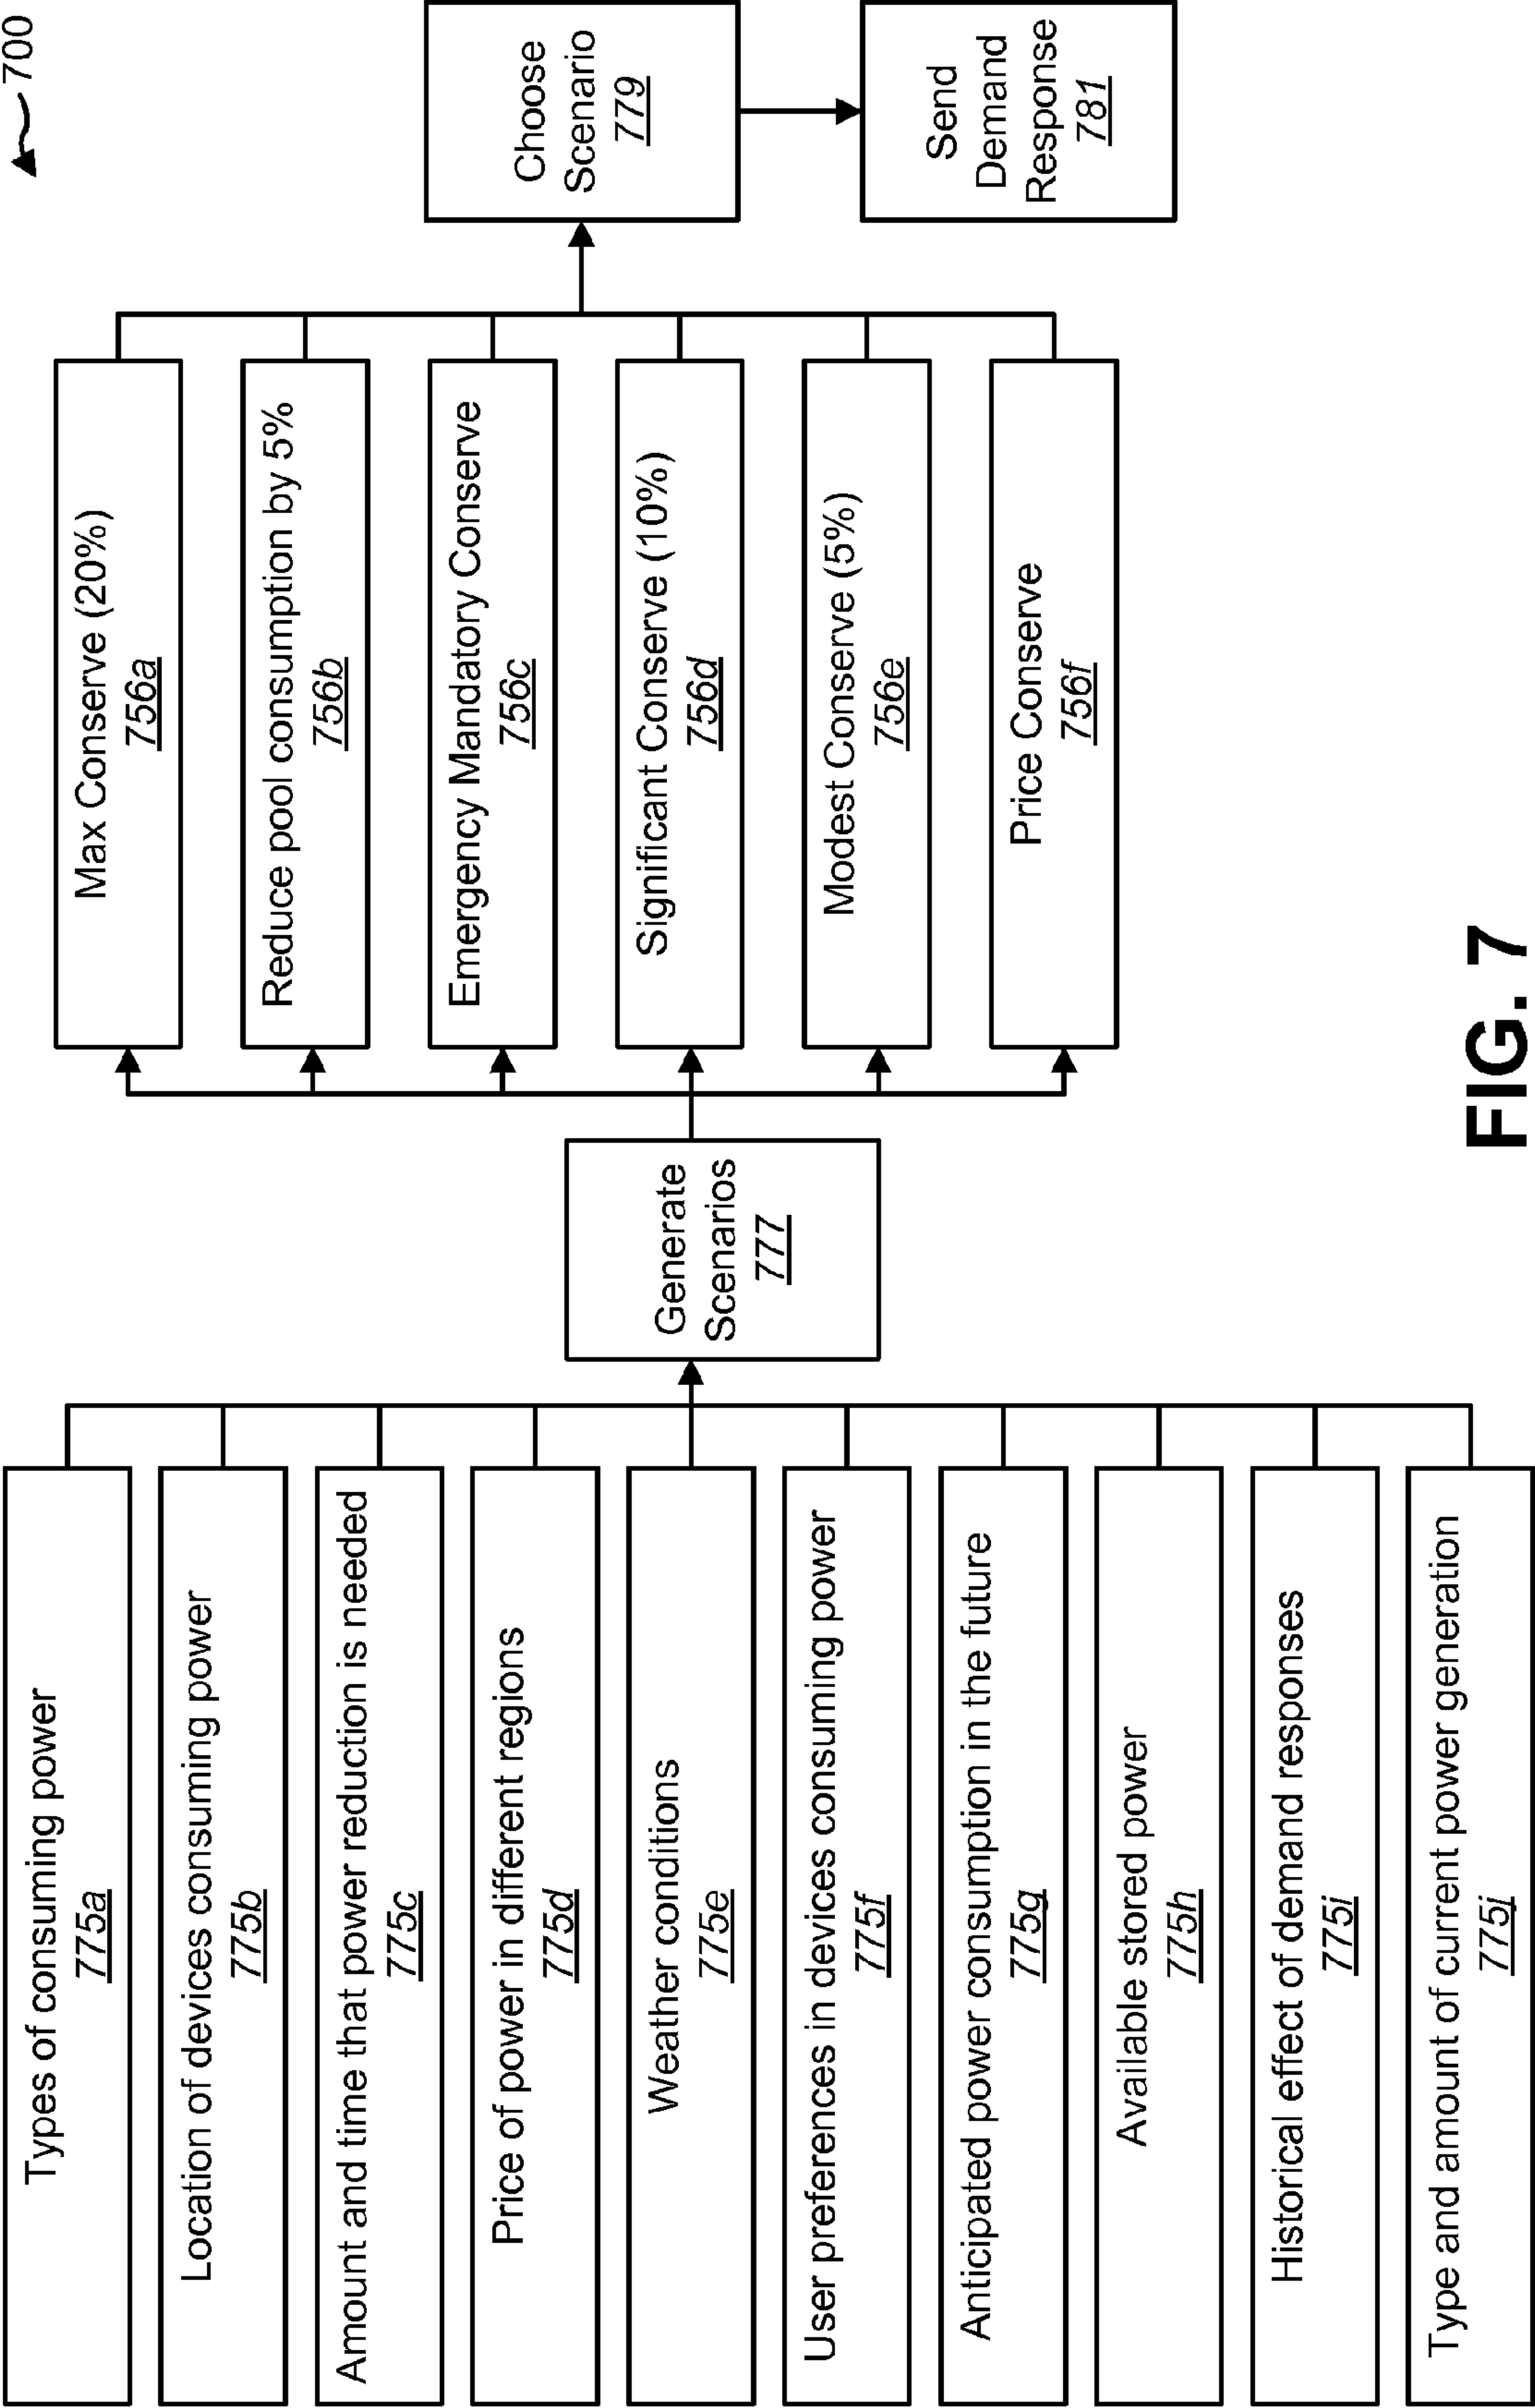 700
Types of consuming power
775a
Location of devices consuming power
775b
Amount and time that power reduction is needed
775c
Price of power in different regions
775d
Weather conditions
775e
User preferences in devices consuming power
775f
Anticipated power consumption in the future
775g
Available stored power
775h
Historical effect of demand responses
775i
Type and amount of current power generation
775j
Generate
Scenarios
777
Max Conserve (20%)
756a
Reduce pool consumption by 5%
756b
Emergency Mandatory Conserve
756c
Significant Conserve (10%)
756d
Modest Conserve (5%)
756e
Price Conserve
756f
Choose
Scenario
779
Send
Demand
Response
781
FIG. 7